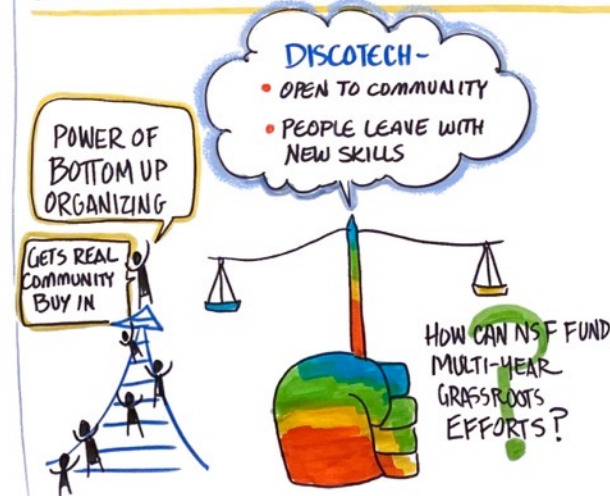 DISCOTECH-
• OPEN TO COMMUNITY
• PEOPLE LEAVE WITH
NEW SKILLS
POWER OF
BOTTOM UP
ORGANIZING
GETS REAL
COMMUNITY
BUY IN
HOW CAN NSF FUND
MULTI-YEAR
GRASSROOTS
EFFORTS?